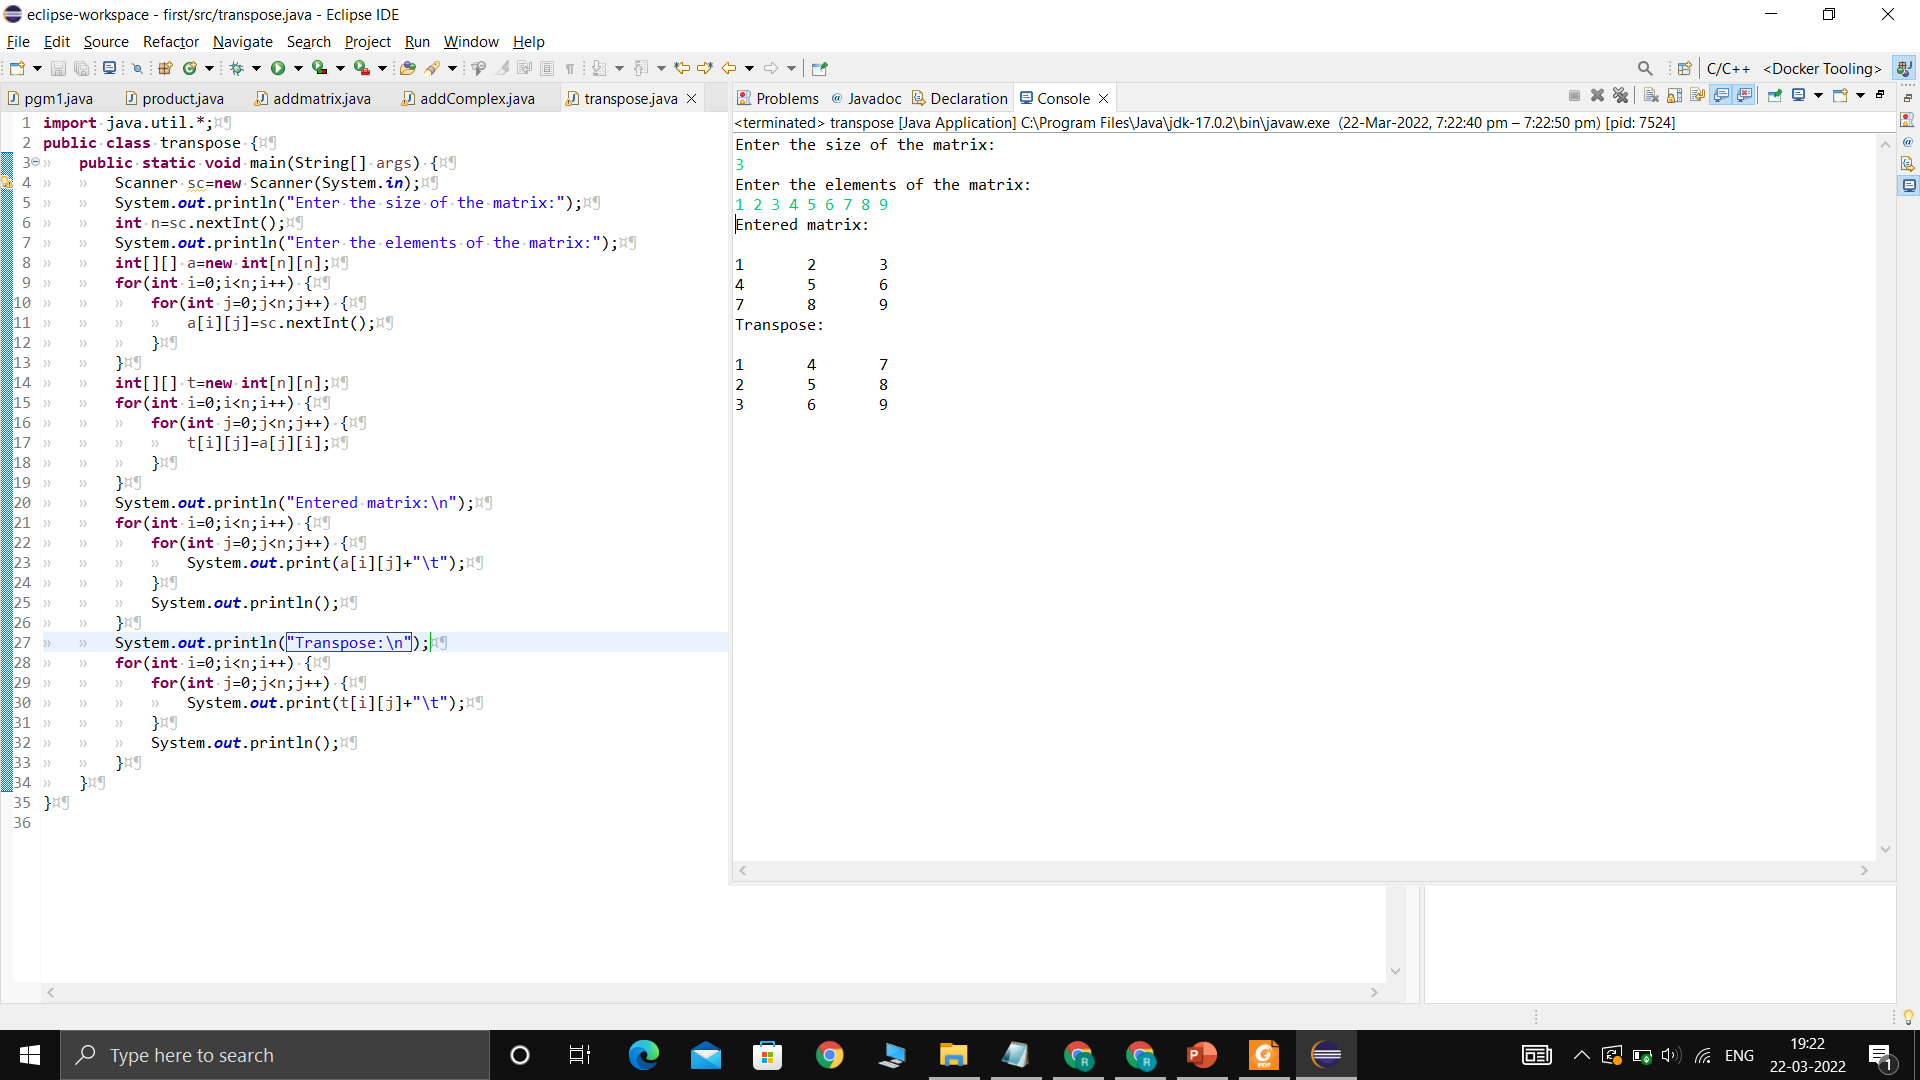 eclipse-workspace - first/src/transpose.java - Eclipse IDE
File Edit Source Refactor Navigate Search Project Run Window Help
C/C++ <Docker Tooling>
pgm1.java product.java addmatrix.java addComplex.java transpose.java
Problems Javadoc Declaration Console
<terminated> transpose [Java Application] C:\Program Files\Java\jdk-17.0.2\bin\javaw.exe (22-Mar-2022, 7:22:40 pm – 7:22:50 pm) [pid: 7524]
1 import java.util.*;
2 public class transpose {
3 public static void main(String[] args) {
4 Scanner sc=new Scanner(System.in);
5 System.out.println("Enter the size of the matrix:");
6 int n=sc.nextInt();
7 System.out.println("Enter the elements of the matrix:");
8 int[][] a=new int[n][n];
9 for(int i=0;i<n;i++) {
10 for(int j=0;j<n;j++) {
11 a[i][j]=sc.nextInt();
12 }
13 }
14 int[][] t=new int[n][n];
15 for(int i=0;i<n;i++) {
16 for(int j=0;j<n;j++) {
17 t[i][j]=a[j][i];
18 }
19 }
20 System.out.println("Entered matrix:\n");
21 for(int i=0;i<n;i++) {
22 for(int j=0;j<n;j++) {
23 System.out.print(a[i][j]+"\t");
24 }
25 System.out.println();
26 }
27 System.out.println("Transpose:\n");
28 for(int i=0;i<n;i++) {
29 for(int j=0;j<n;j++) {
30 System.out.print(t[i][j]+"\t");
31 }
32 System.out.println();
33 }
34 }
35 }
36
Enter the size of the matrix:
3
Enter the elements of the matrix:
1 2 3 4 5 6 7 8 9
Entered matrix:
1 2 3
4 5 6
7 8 9
Transpose:
1 4 7
2 5 8
3 6 9
Type here to search
ENG
19:22
22-03-2022
1